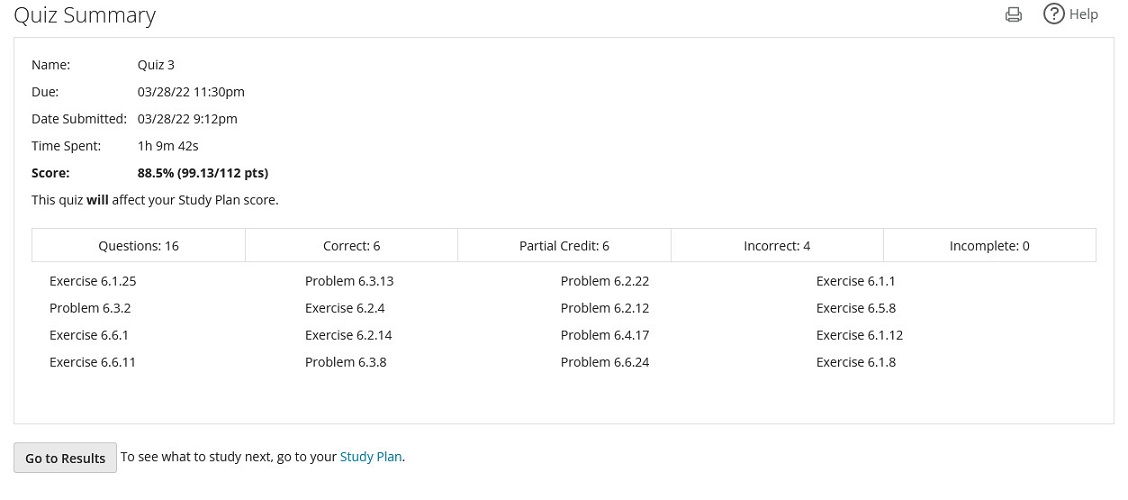 Quiz Summary
Help
Name: Quiz 3
Due: 03/28/22 11:30pm
Date Submitted: 03/28/22 9:12pm
Time Spent: 1h 9m 42s
Score: 88.5% (99.13/112 pts)
This quiz will affect your Study Plan score.
Questions: 16 Correct: 6 Partial Credit: 6 Incorrect: 4 Incomplete: 0
Exercise 6.1.25 Problem 6.3.13 Problem 6.2.22 Exercise 6.1.1
Problem 6.3.2 Exercise 6.2.4 Problem 6.2.12 Exercise 6.5.8
Exercise 6.6.1 Exercise 6.2.14 Problem 6.4.17 Exercise 6.1.12
Exercise 6.6.11 Problem 6.3.8 Problem 6.6.24 Exercise 6.1.8
Go to Results To see what to study next, go to your Study Plan.